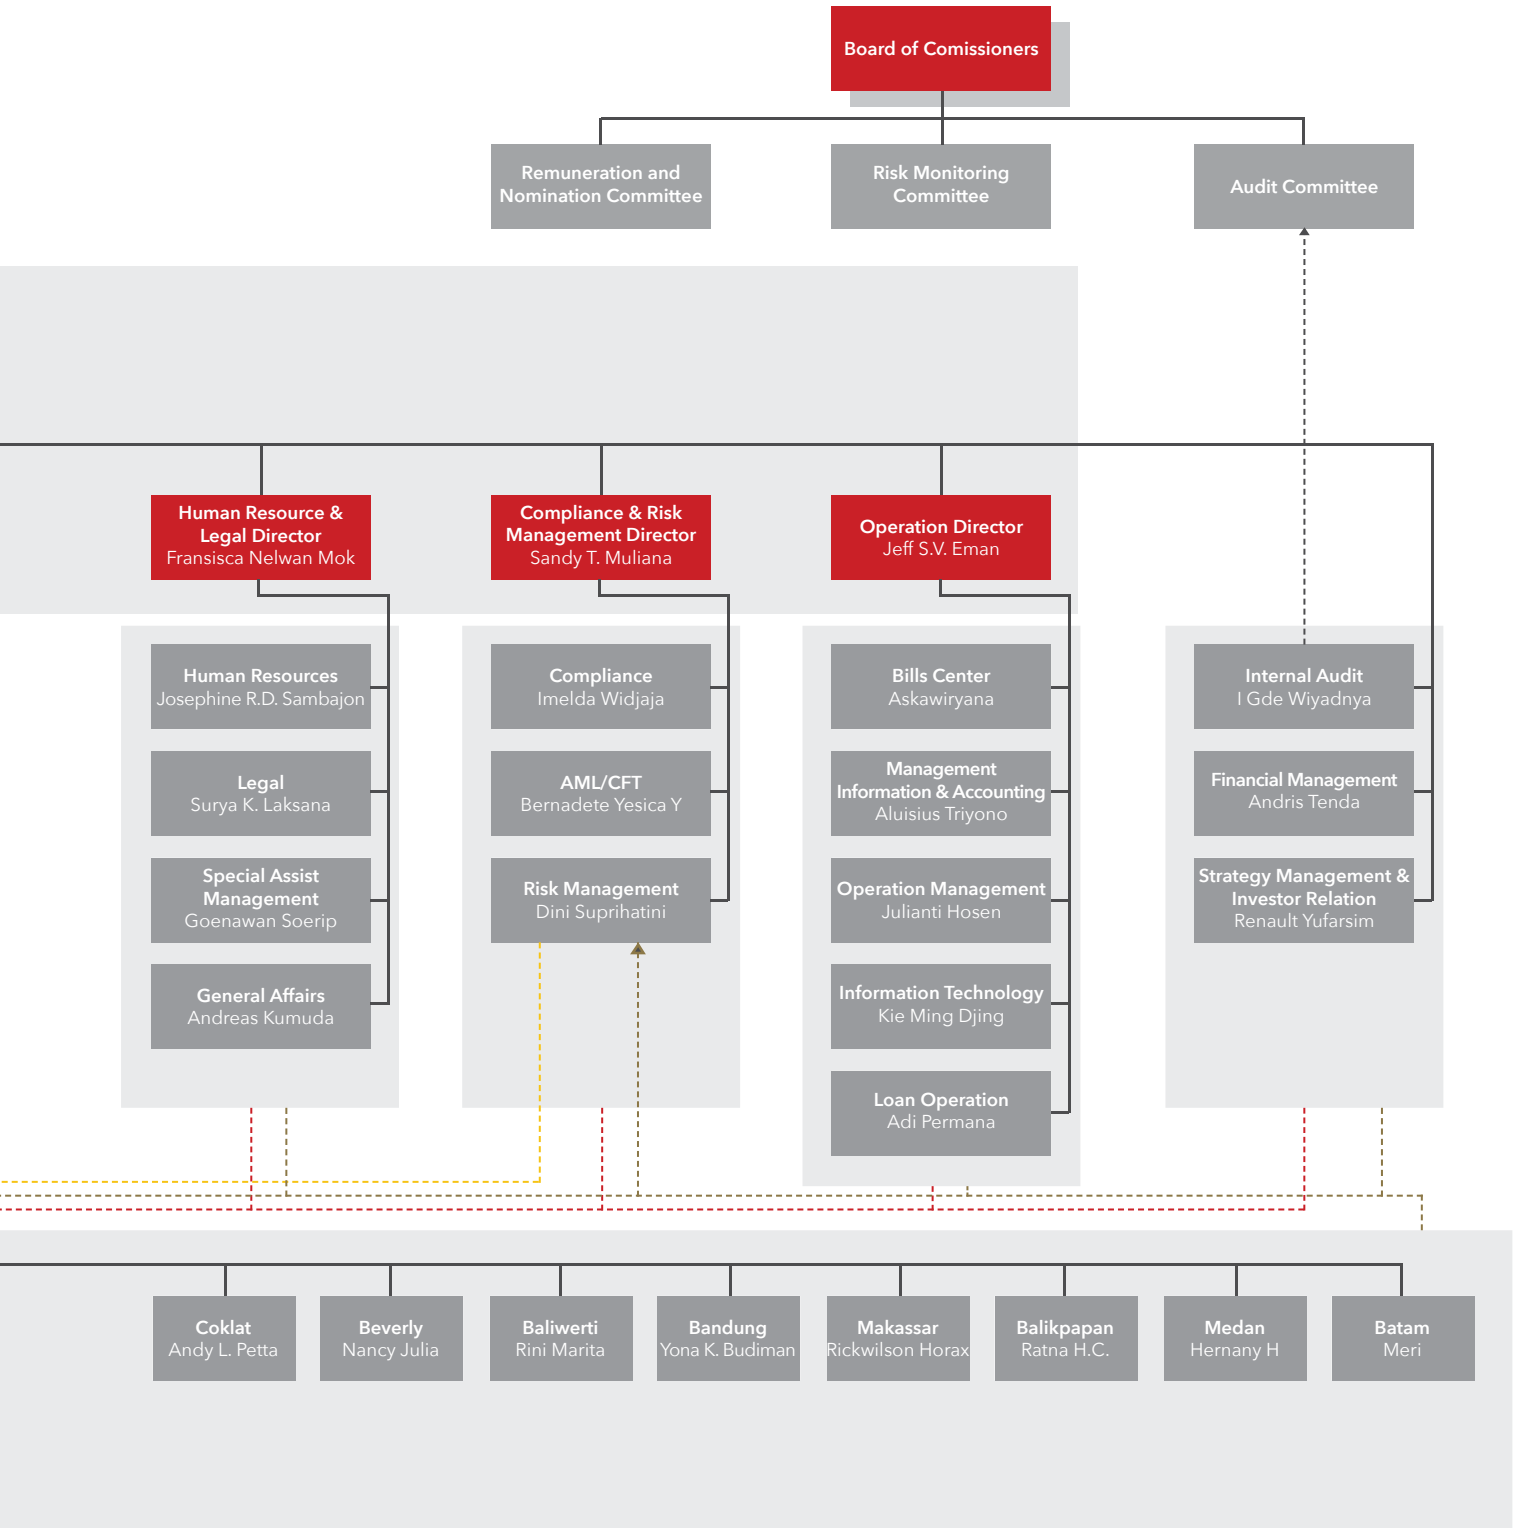 Board of Comissioners
Remuneration and
Nomination Committee
Risk Monitoring
Committee
Audit Committee
Human Resource &
Legal Director
Fransisca Nelwan Mok
Compliance & Risk
Management Director
Sandy T. Muliana
Operation Director
Jeff S.V. Eman
Human Resources
Josephine R.D. Sambajon
Legal
Surya K. Laksana
Special Assist
Management
Goenawan Soerip
General Affairs
Andreas Kumuda
Compliance
Imelda Widjaja
AML/CFT
Bernadete Yesica Y
Risk Management
Dini Suprihatini
Bills Center
Askawiryana
Management
Information & Accounting
Aluisius Triyono
Operation Management
Julianti Hosen
Information Technology
Kie Ming Djing
Loan Operation
Adi Permana
Internal Audit
I Gde Wiyadnya
Financial Management
Andris Tenda
Strategy Management &
Investor Relation
Renault Yufarsim
Coklat
Andy L. Petta
Beverly
Nancy Julia
Baliwerti
Rini Marita
Bandung
Yona K. Budiman
Makassar
Rickwilson Horax
Balikpapan
Ratna H.C.
Medan
Hernany H
Batam
Meri